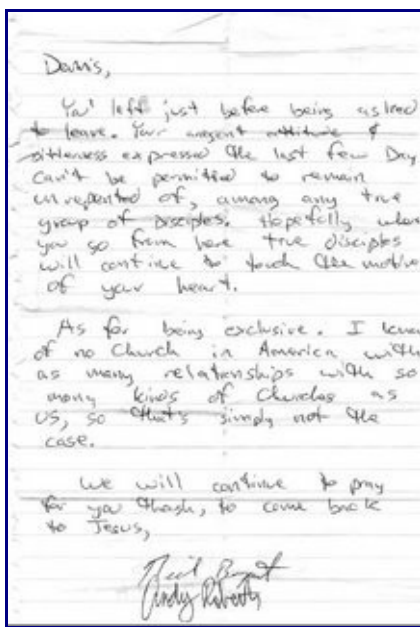 Dennis,
You left just before being asked
to leave. Your arrogant attitude &
bitterness expressed the last few Day
can't be permitted to remain
unrepented of, among any true
group of Disciples. Hopefully where
you go from here true disciples
will continue to touch the motive
of your heart.
As for being exclusive. I know
of no Church in America with
as many relationships with so
many kinds of Churches as
us, so that's simply not the
case.
We will continue to pray
for you though, to come back
to Jesus,
Neil
Andy Roberts